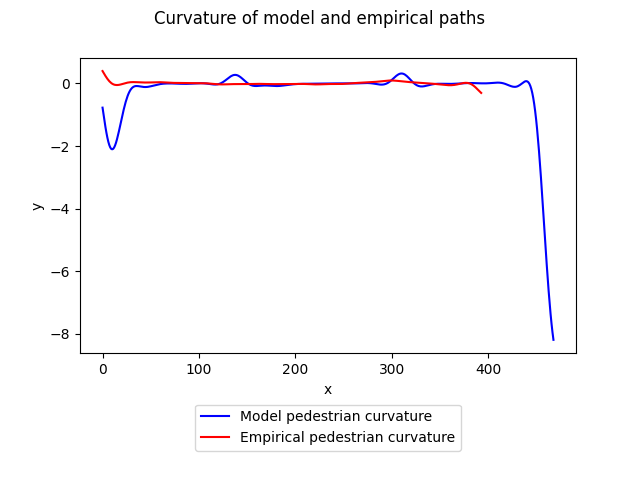 Curvature of model and empirical paths
0
−2
−4
−6
−8
y
0 100 200 300 400
x
Model pedestrian curvature
Empirical pedestrian curvature